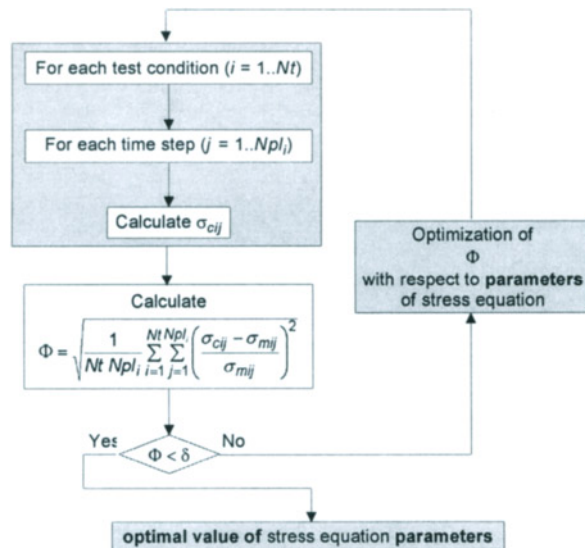 For each test condition (i = 1..Nt)
For each time step (j = 1..Npl_i)
Calculate σ_cij
Calculate
Φ = √(1/(Nt Npl_i) Σ_{i=1}^{Nt} Σ_{j=1}^{Npl_i} ((σ_cij − σ_mij)/σ_mij)²)
Yes
Φ < δ
No
Optimization of
Φ
with respect to parameters
of stress equation
optimal value of stress equation parameters